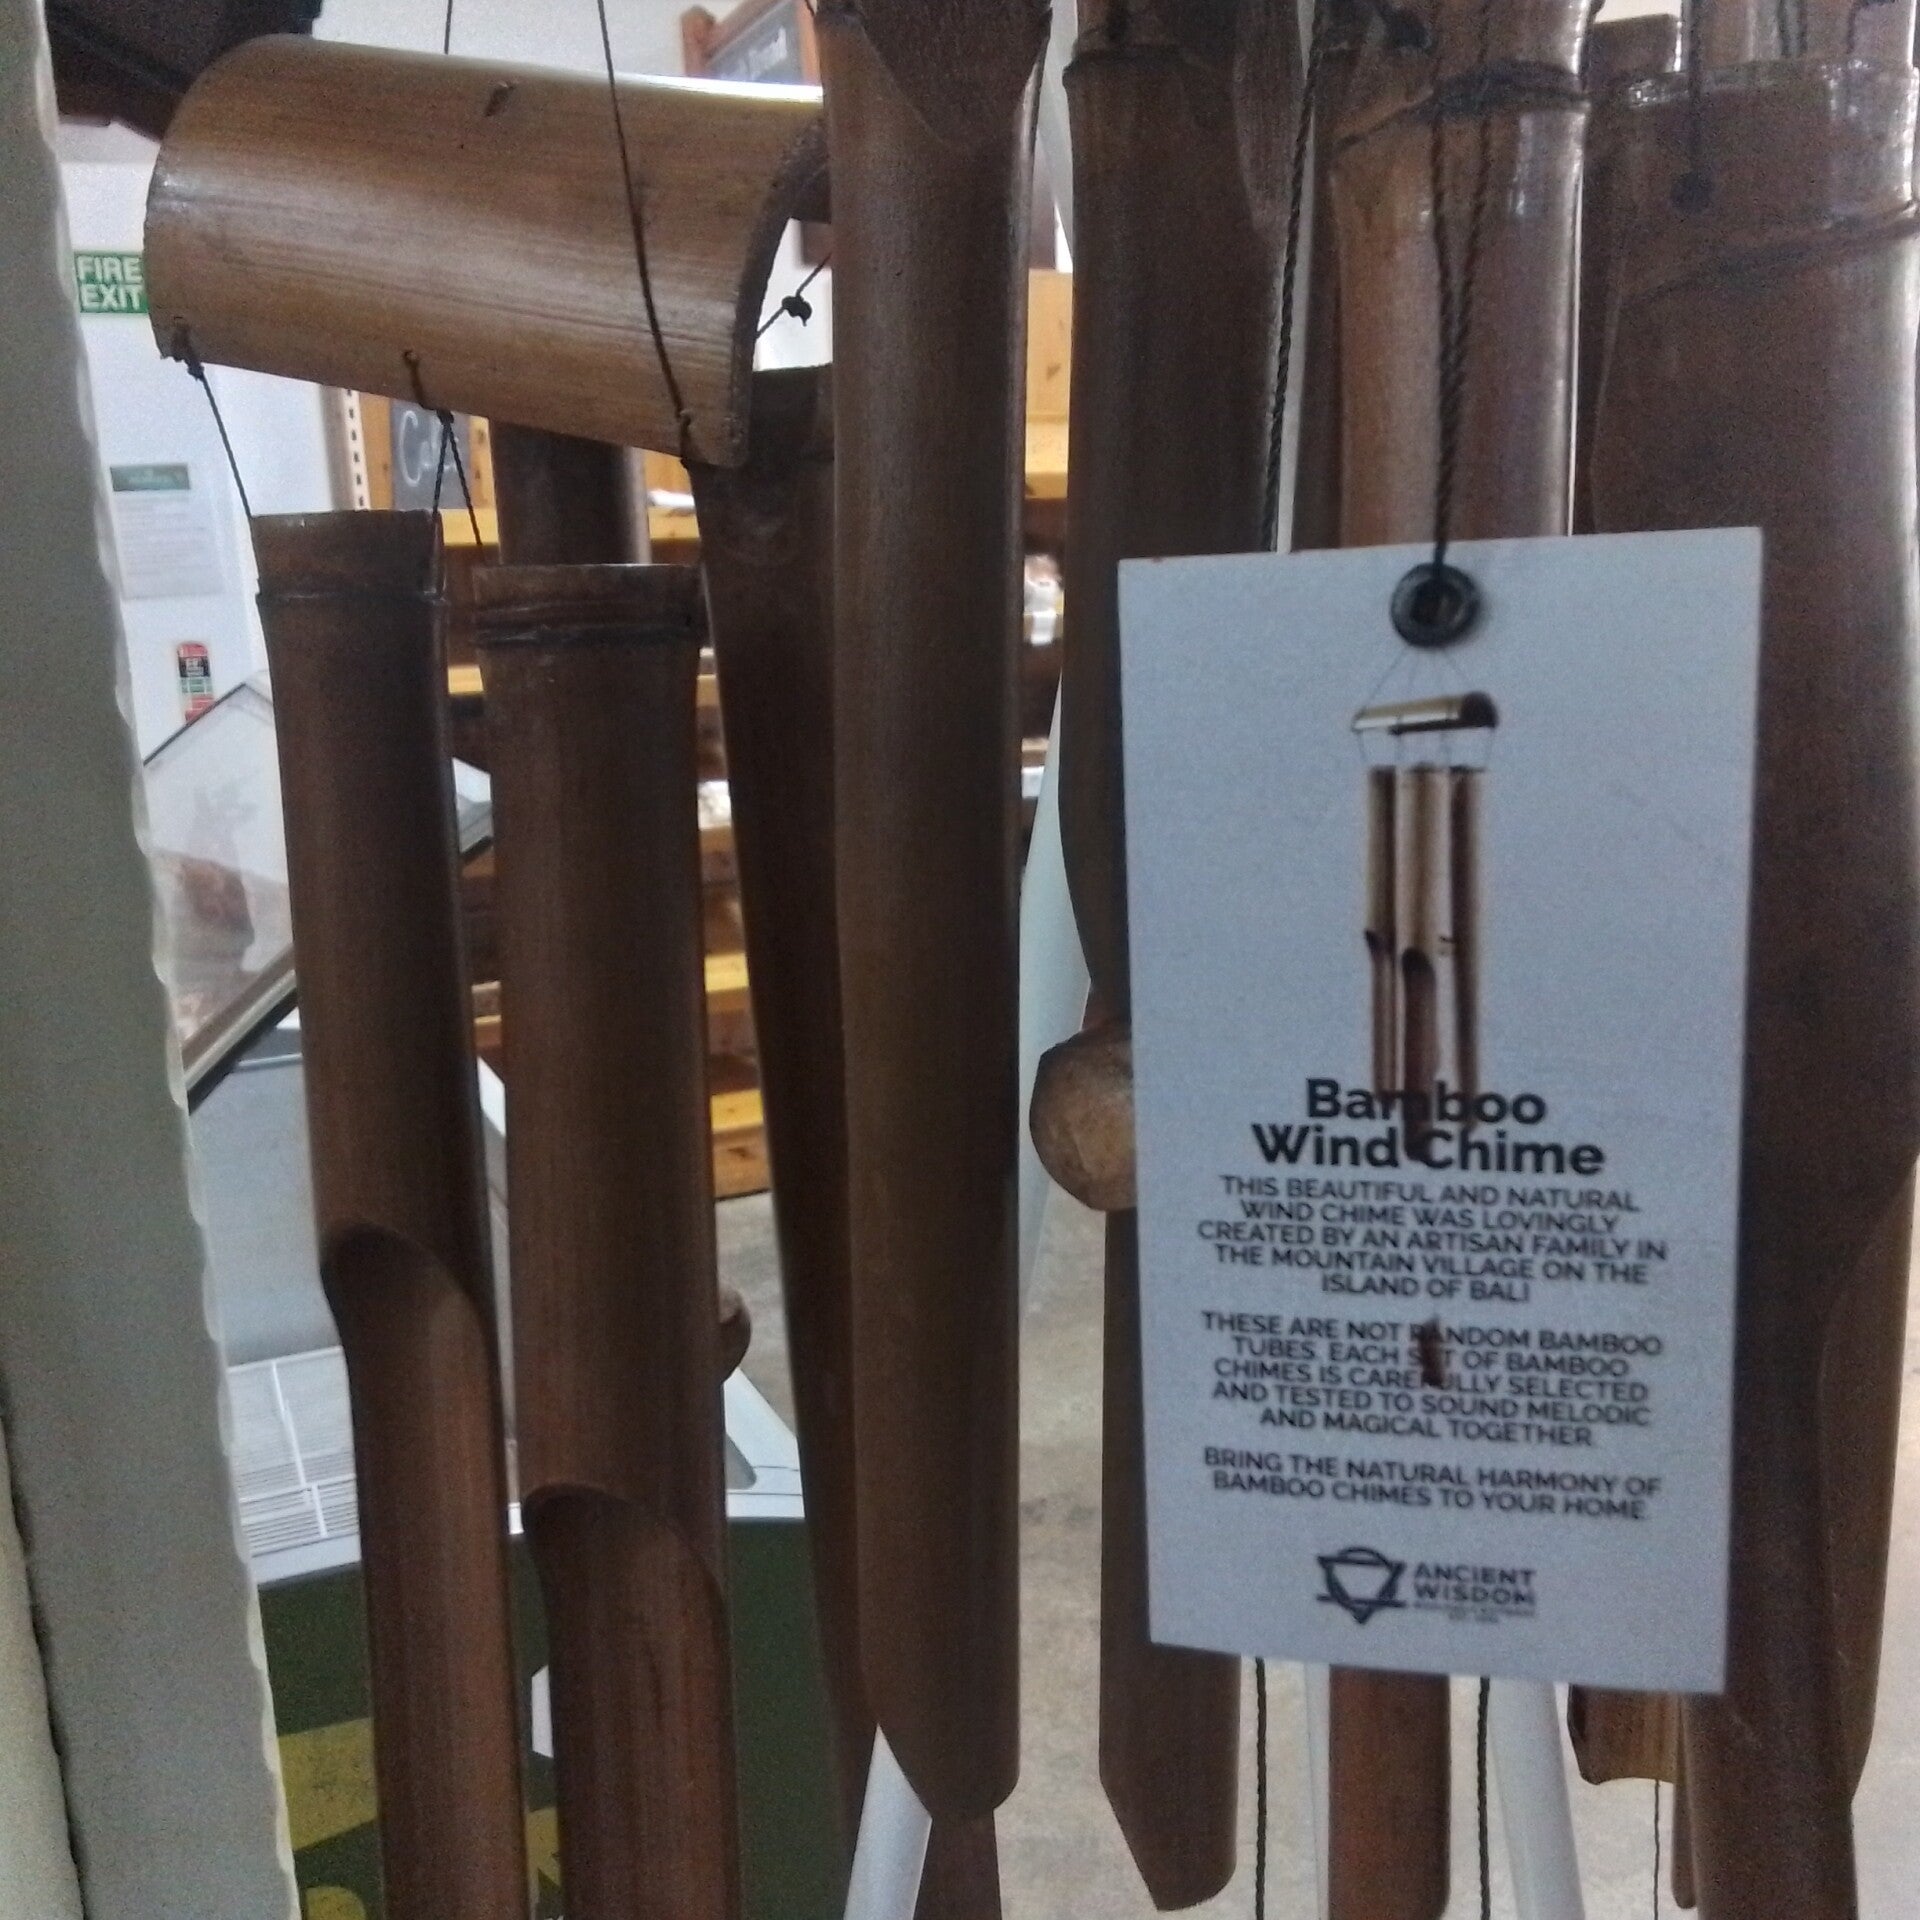 FIRE
EXIT
Bamboo
Wind Chime
THIS BEAUTIFUL AND NATURAL
WIND CHIME WAS LOVINGLY
CREATED BY AN ARTISAN FAMILY IN
THE MOUNTAIN VILLAGE ON THE
ISLAND OF BALI
THESE ARE NOT RANDOM BAMBOO
TUBES. EACH SET OF BAMBOO
CHIMES IS CAREFULLY SELECTED
AND TESTED TO SOUND MELODIC
AND MAGICAL TOGETHER
BRING THE NATURAL HARMONY OF
BAMBOO CHIMES TO YOUR HOME
ANCIENT
WISDOM